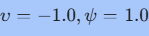 υ = −1.0, ψ = 1.0